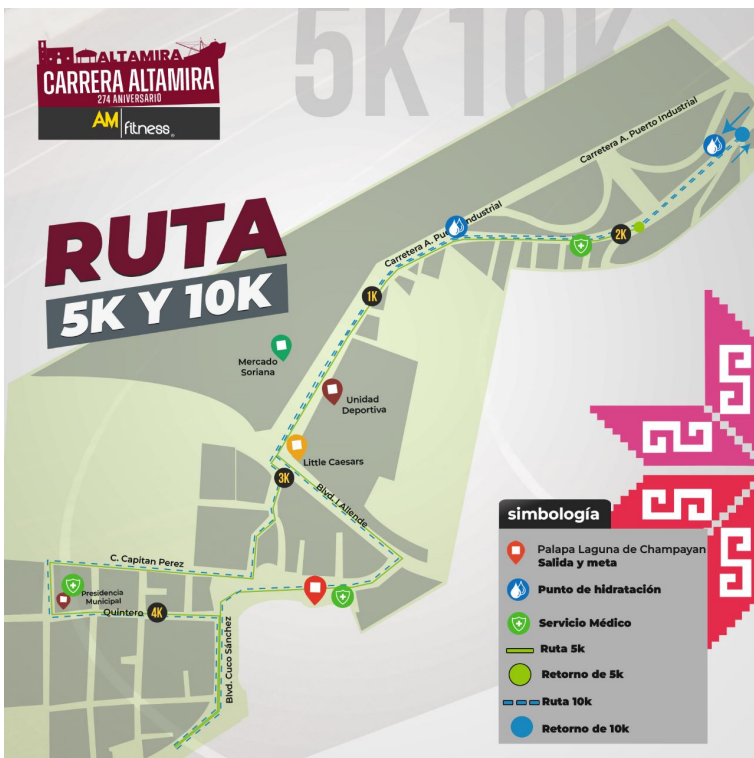 5K10K
ALTAMIRA
CARRERA ALTAMIRA
274 ANIVERSARIO
AM fitness
RUTA
5K Y 10K
Carretera A. Puerto Industrial
Carretera A. Puerto Industrial
2K
1K
Mercado
Soriana
Unidad
Deportiva
Little Caesars
3K
Blvd. I Allende
C. Capitan Perez
Presidencia
Municipal
Quintero
4K
Blvd. Cuco Sánchez
simbología
Palapa Laguna de Champayan
Salida y meta
Punto de hidratación
Servicio Médico
Ruta 5k
Retorno de 5k
Ruta 10k
Retorno de 10k